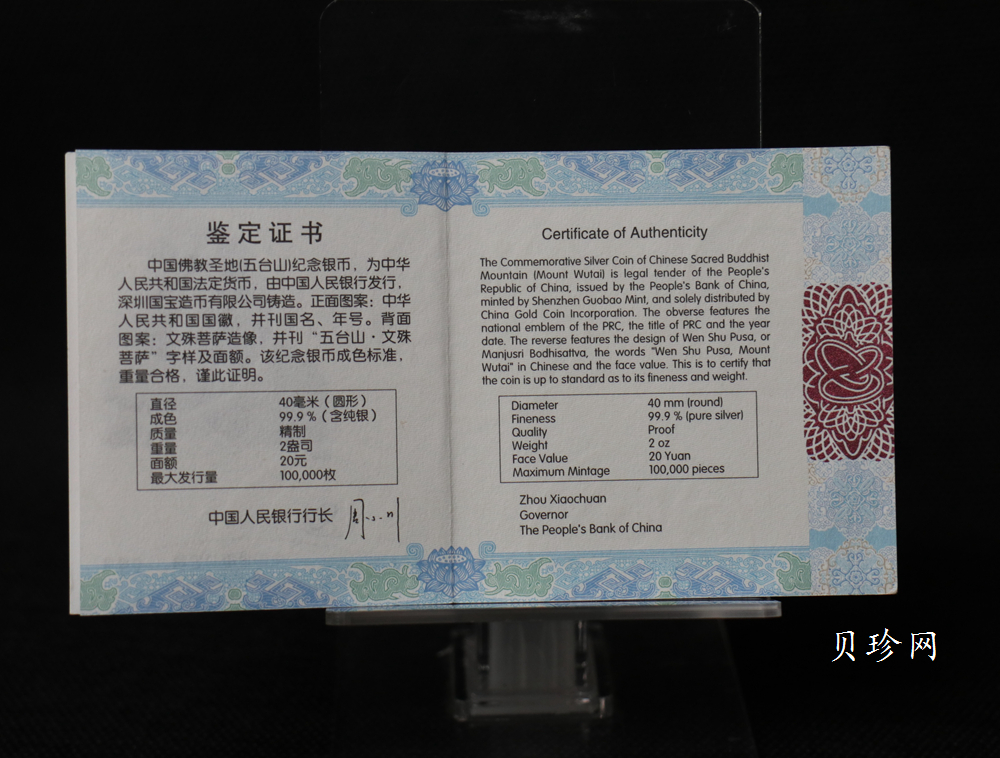 鉴定证书
中国佛教圣地(五台山)纪念银币，为中华
人民共和国法定货币，由中国人民银行发行，
深圳国宝造币有限公司铸造。正面图案：中华
人民共和国国徽，并刊国名、年号。背面
图案：文殊菩萨造像，并刊“五台山·文殊
菩萨”字样及面额。该纪念银币成色标准，
重量合格，谨此证明。
直径 40毫米（圆形）
成色 99.9%（含纯银）
质量 精制
重量 2盎司
面额 20元
最大发行量 100,000枚
中国人民银行行长
Certificate of Authenticity
The Commemorative Silver Coin of Chinese Sacred Buddhist
Mountain (Mount Wutai) is legal tender of the People's
Republic of China, issued by the People's Bank of China,
minted by Shenzhen Guobao Mint, and solely distributed by
China Gold Coin Incorporation. The obverse features the
national emblem of the PRC, the title of PRC and the year
date. The reverse features the design of Wen Shu Pusa, or
Manjusri Bodhisattva, the words "Wen Shu Pusa, Mount
Wutai" in Chinese and the face value. This is to certify that
the coin is up to standard as to its fineness and weight.
Diameter 40 mm (round)
Fineness 99.9 % (pure silver)
Quality Proof
Weight 2 oz
Face Value 20 Yuan
Maximum Mintage 100,000 pieces
Zhou Xiaochuan
Governor
The People's Bank of China
贝珍网